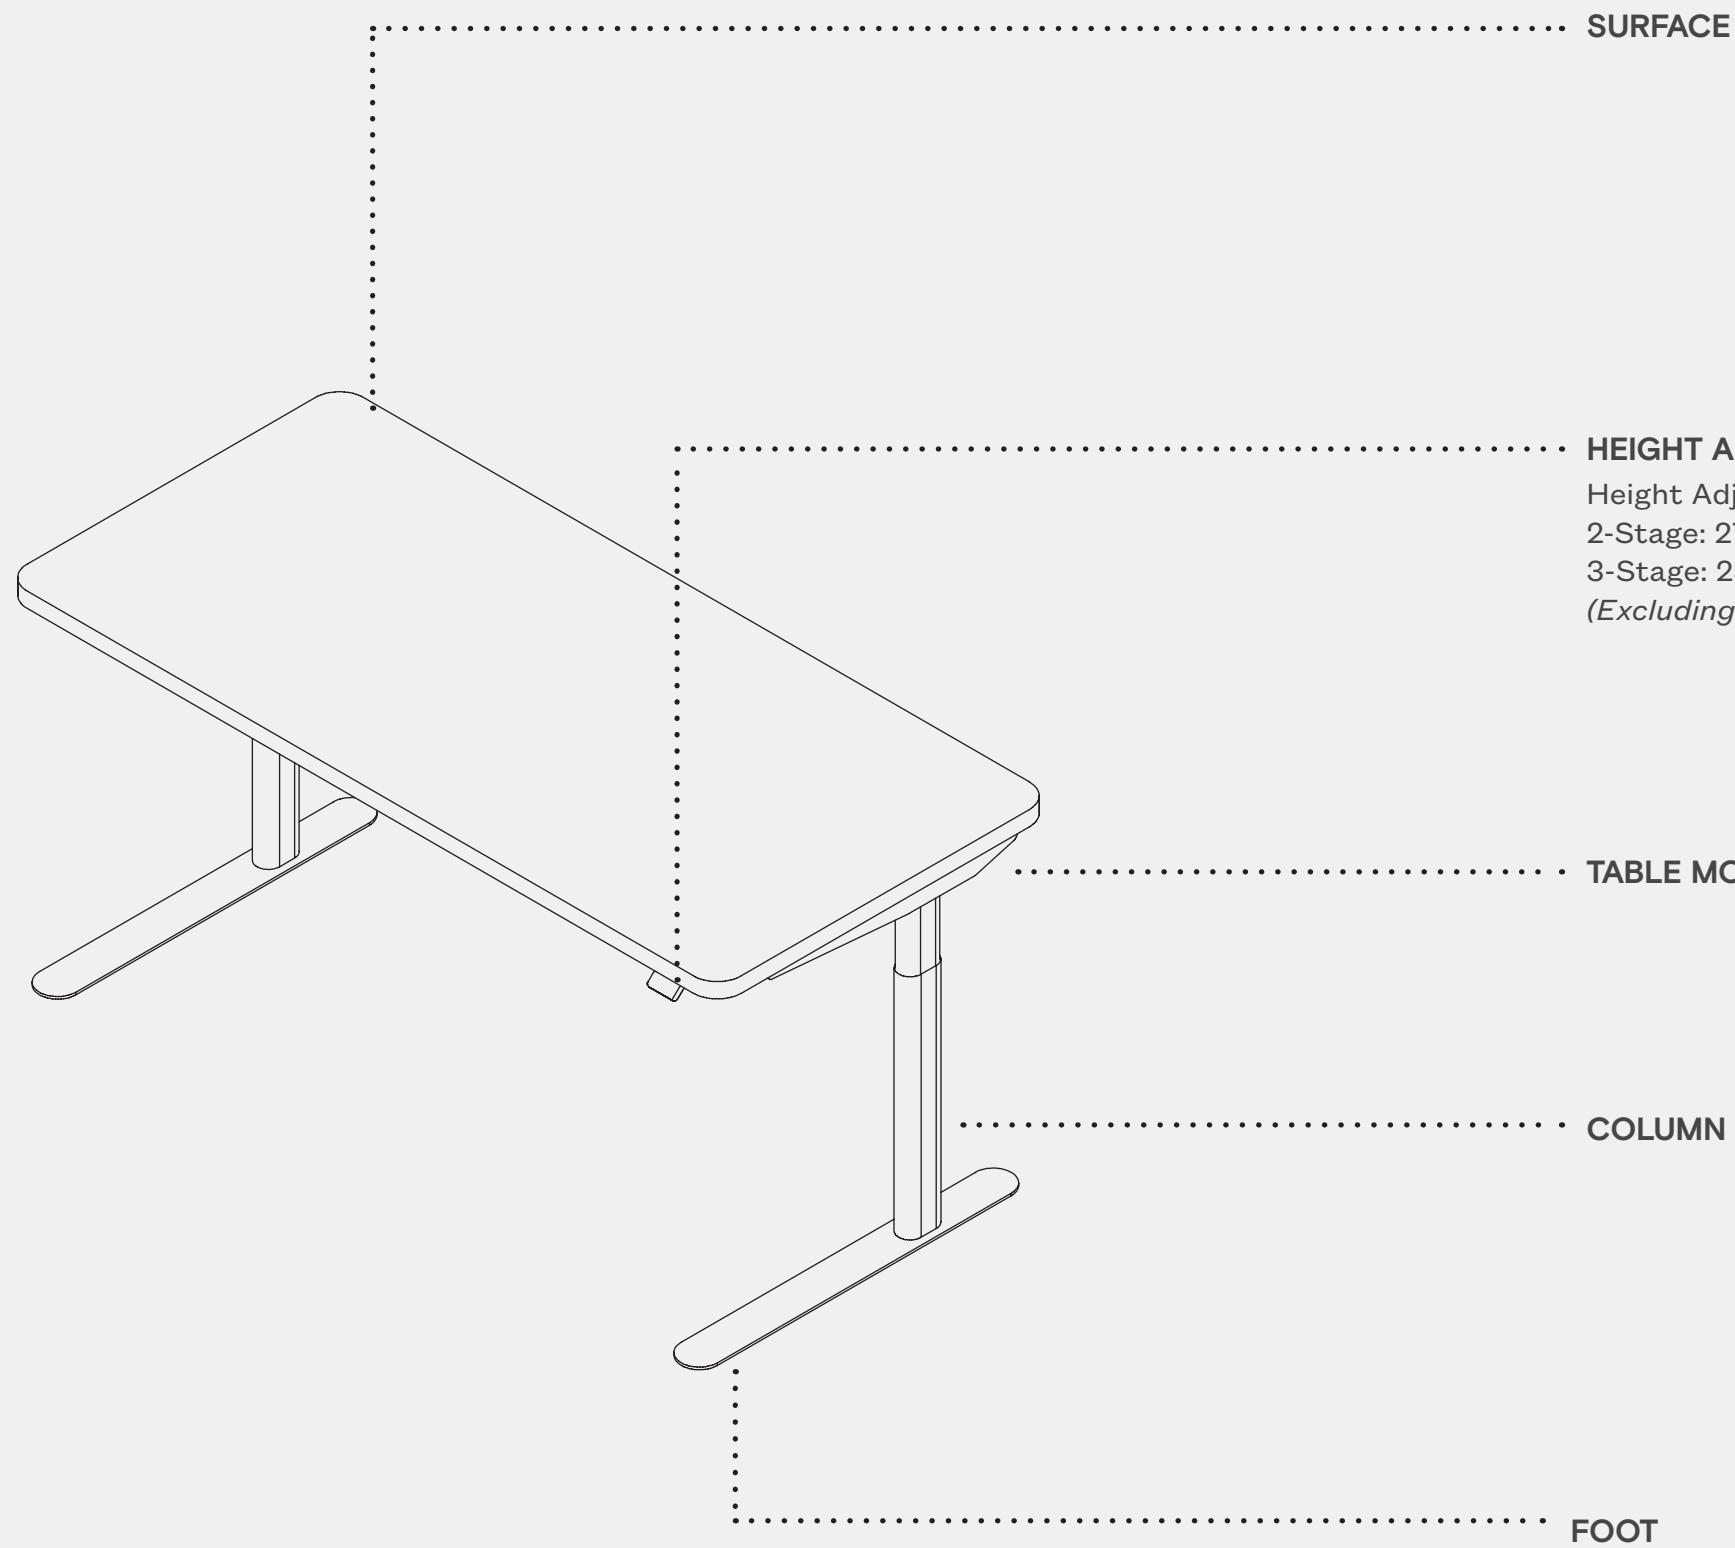 SURFACE
HEIGHT A
Height Adj
2-Stage: 2
3-Stage: 2
(Excluding
TABLE MO
COLUMN
FOOT